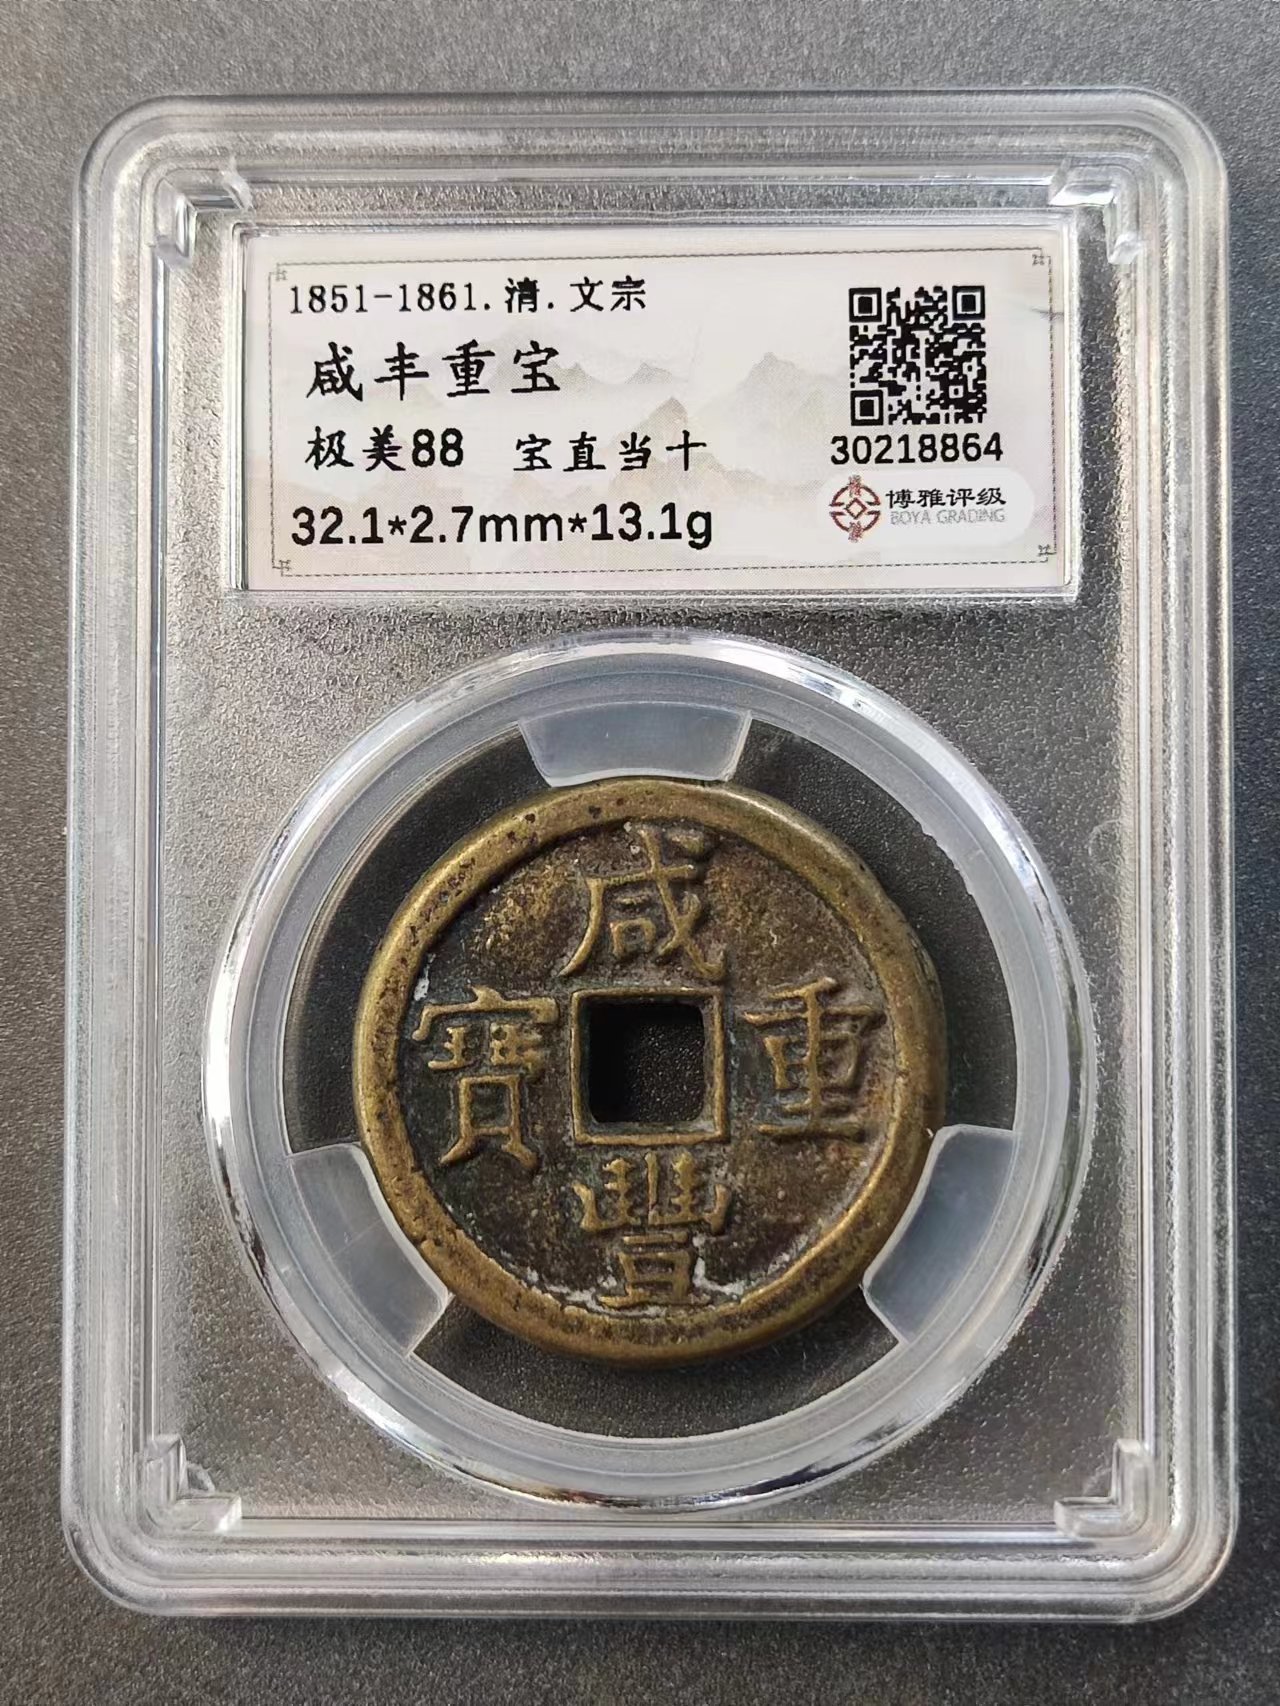 1851-1861.清.文宗
咸丰重宝
极美88 宝直当十
32.1*2.7mm*13.1g
30218864
博雅评级
BOYA GRADING
咸
寶 重
豐